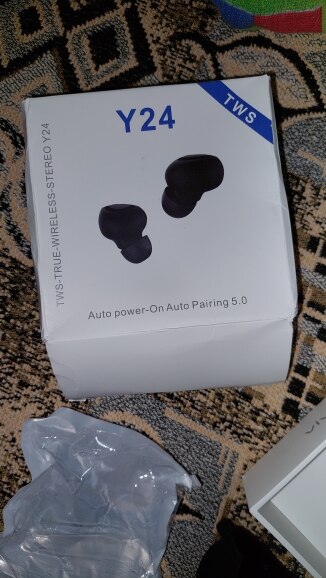 TWS
Y24
TWS-TRUE-WIRELESS-STEREO Y24
Auto power-On Auto Pairing 5.0